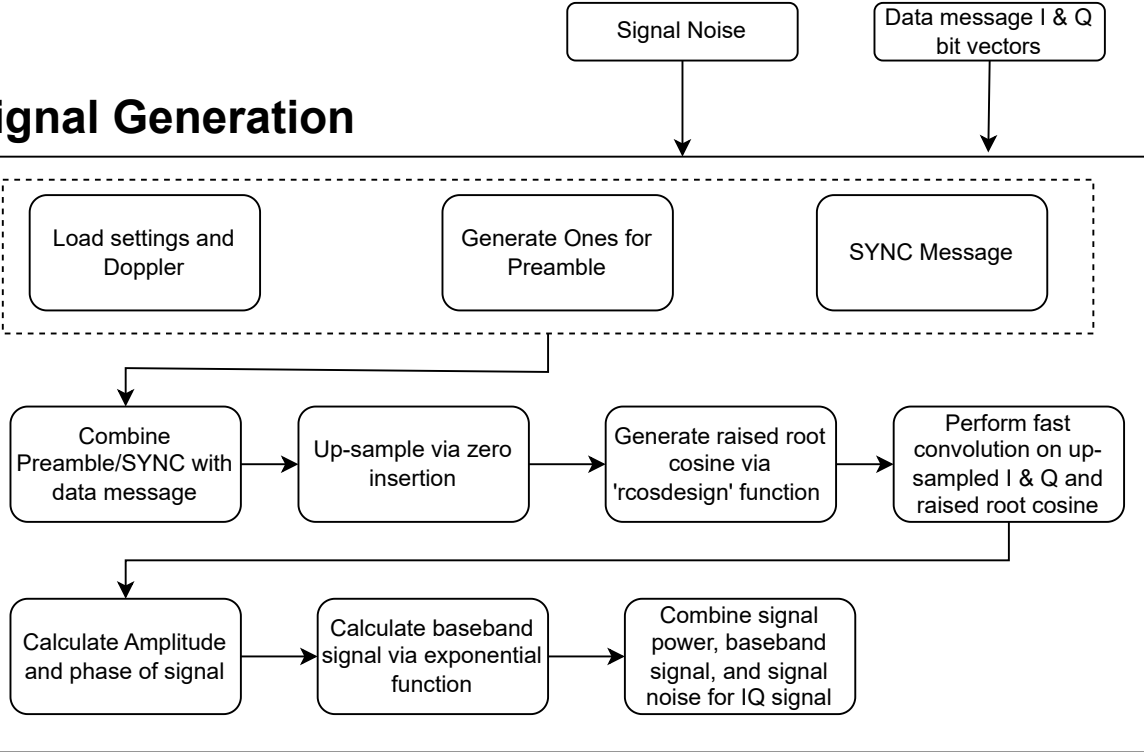 Signal Noise
Data message I & Q
bit vectors
ignal Generation
Load settings and
Doppler
Generate Ones for
Preamble
SYNC Message
Combine
Preamble/SYNC with
data message
Up-sample via zero
insertion
Generate raised root
cosine via
'rcosdesign' function
Perform fast
convolution on up-
sampled I & Q and
raised root cosine
Calculate Amplitude
and phase of signal
Calculate baseband
signal via exponential
function
Combine signal
power, baseband
signal, and signal
noise for IQ signal